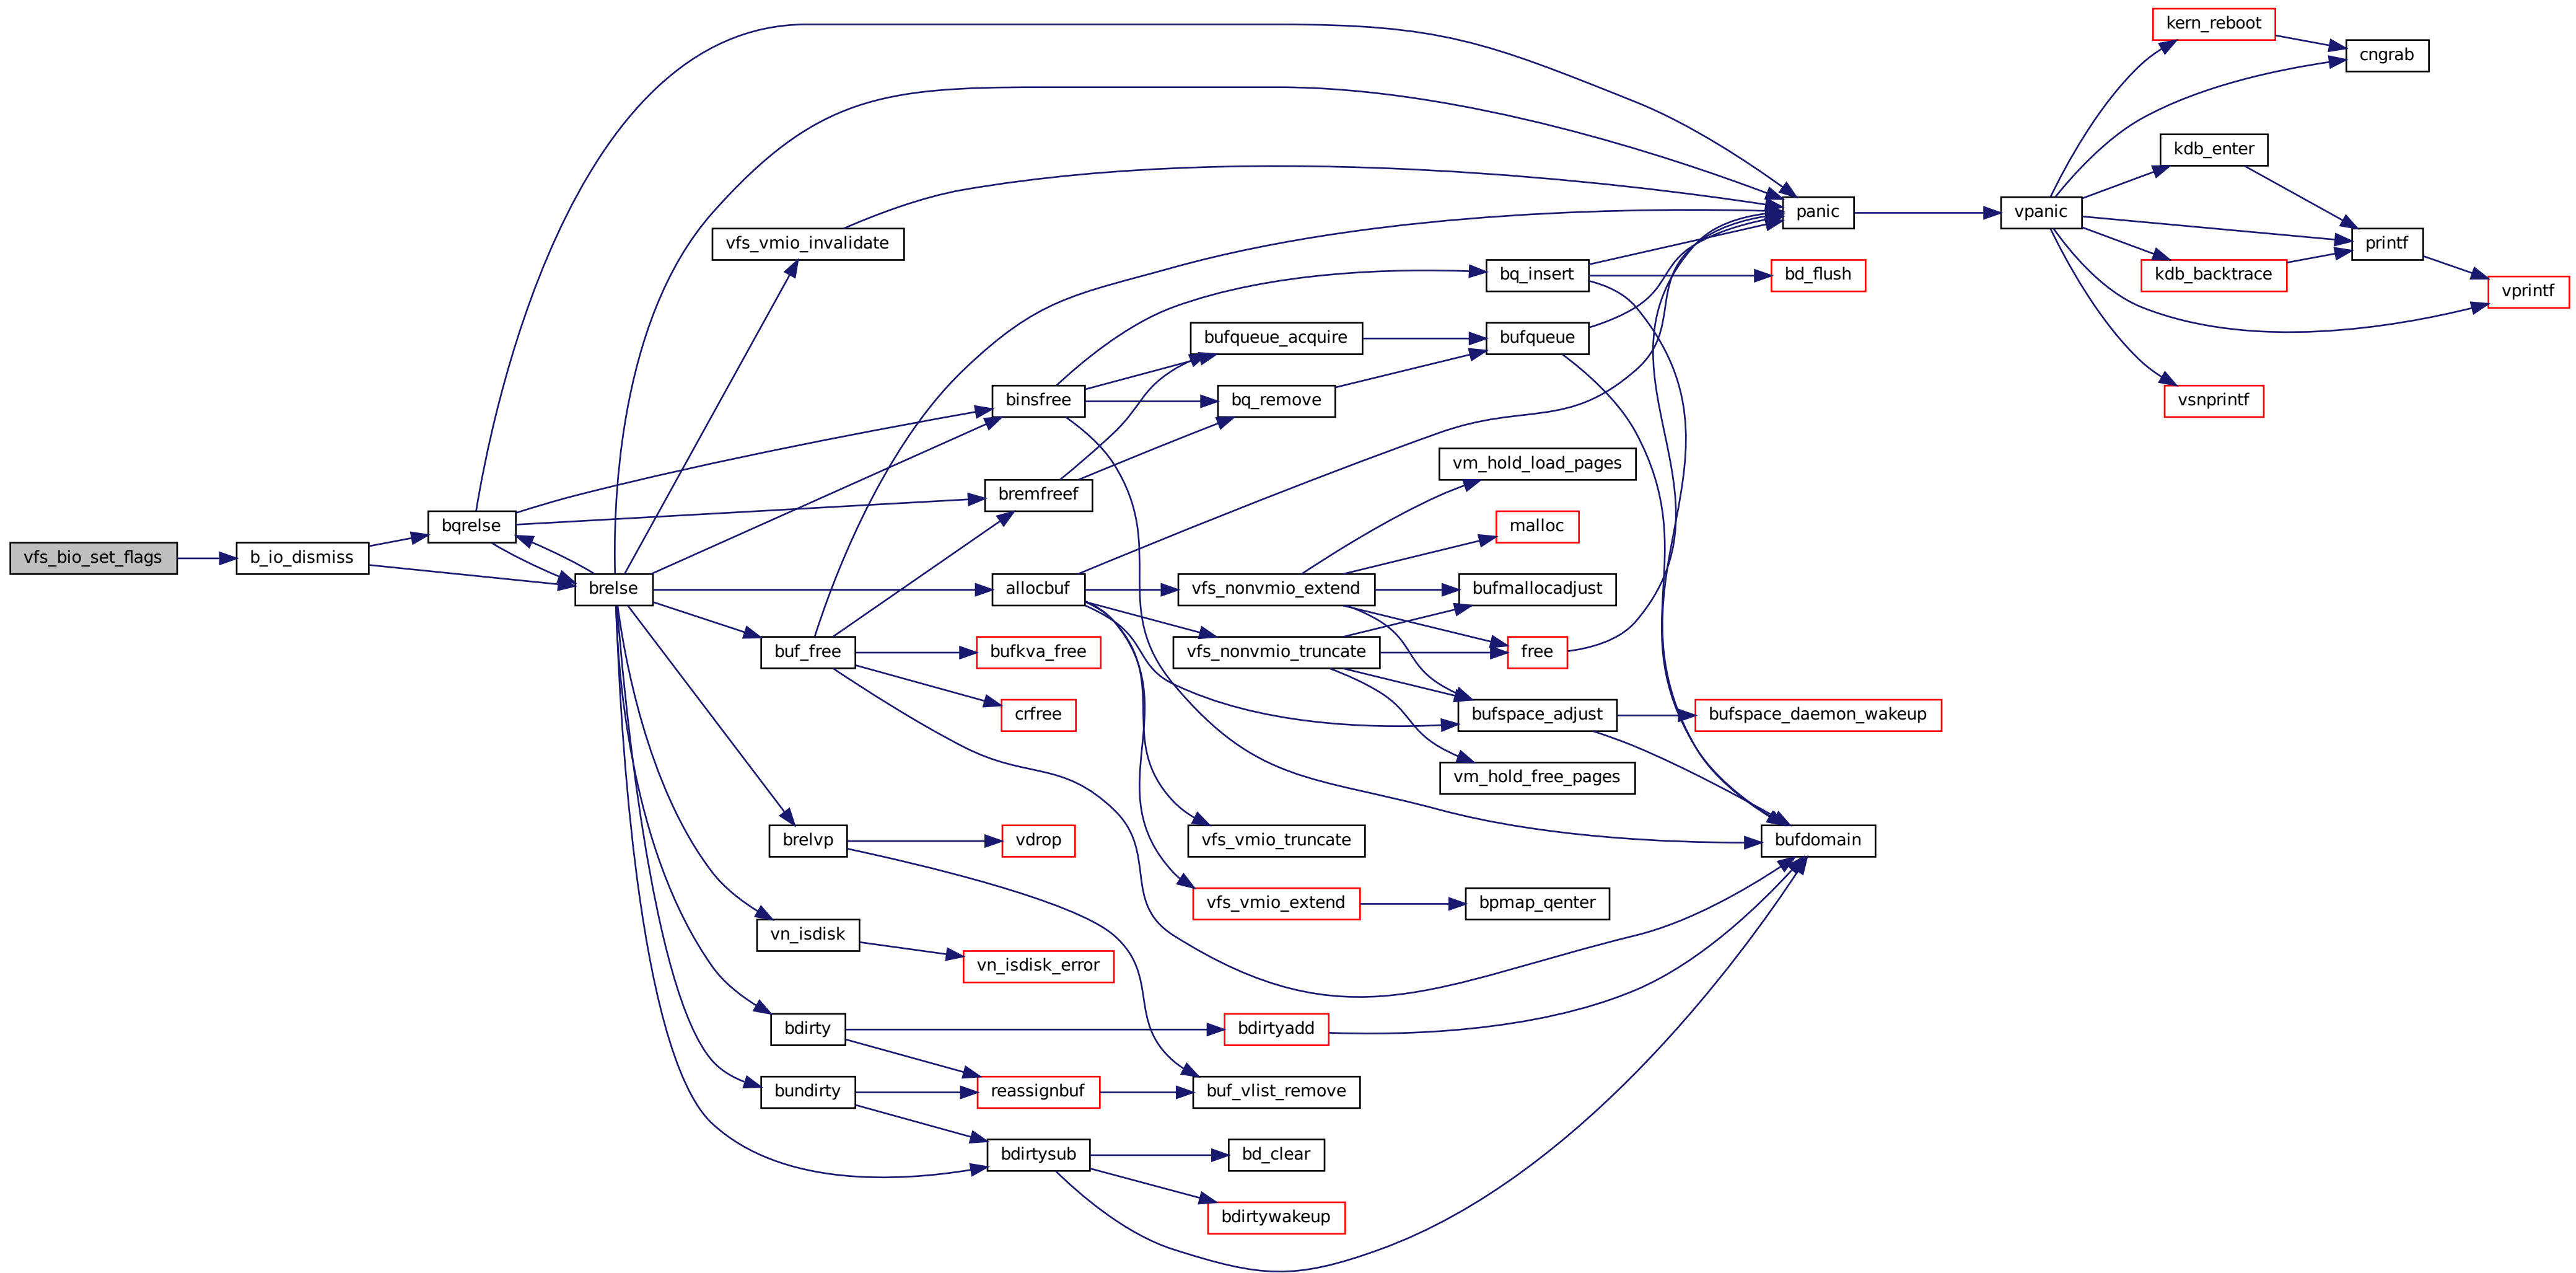 vfs_bio_set_flags
b_io_dismiss
bqrelse
brelse
vfs_vmio_invalidate
buf_free
brelvp
vn_isdisk
bdirty
bundirty
binsfree
bremfreef
allocbuf
bufkva_free
crfree
vdrop
vn_isdisk_error
reassignbuf
bdirtysub
bufqueue_acquire
bq_remove
vfs_nonvmio_extend
vfs_nonvmio_truncate
vfs_vmio_truncate
vfs_vmio_extend
bdirtyadd
buf_vlist_remove
bd_clear
bdirtywakeup
bq_insert
bufqueue
vm_hold_load_pages
malloc
bufmallocadjust
free
bufspace_adjust
vm_hold_free_pages
bpmap_qenter
panic
bd_flush
bufspace_daemon_wakeup
bufdomain
vpanic
kern_reboot
kdb_enter
kdb_backtrace
vsnprintf
cngrab
printf
vprintf